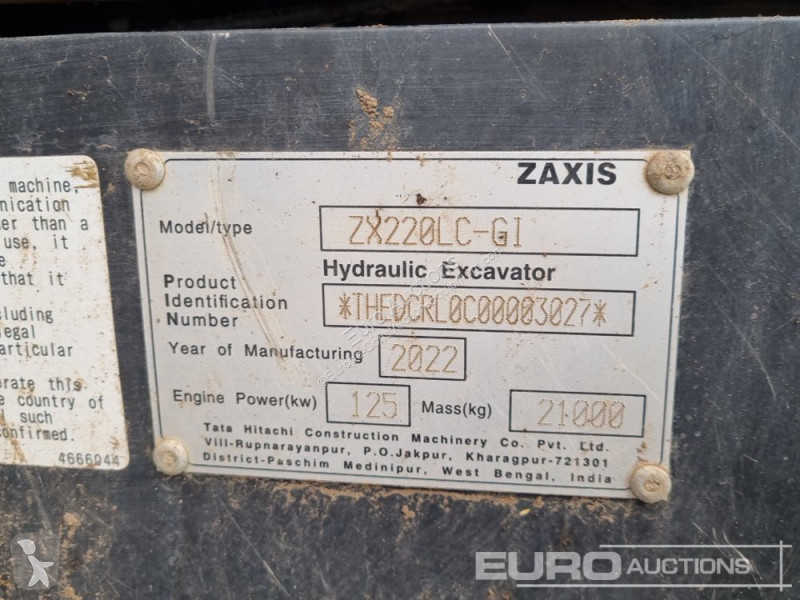 machine,
nication
er than a
use, it
e
that it
cluding
legal
articular
erate this
e country of
such
onfirmed.
4666044
ZAXIS
Model/type ZX220LC-GI
Hydraulic Excavator
Product
Identification *THEDCRL0C00003027*
Number
Year of Manufacturing 2022
Engine Power(kw) 125 Mass(kg) 21000
Tata Hitachi Construction Machinery Co. Pvt. Ltd.
Vill-Rupnarayanpur, P.O.Jakpur, Kharagpur-721301
District-Paschim Medinipur, West Bengal, India
EURO
AUCTIONS